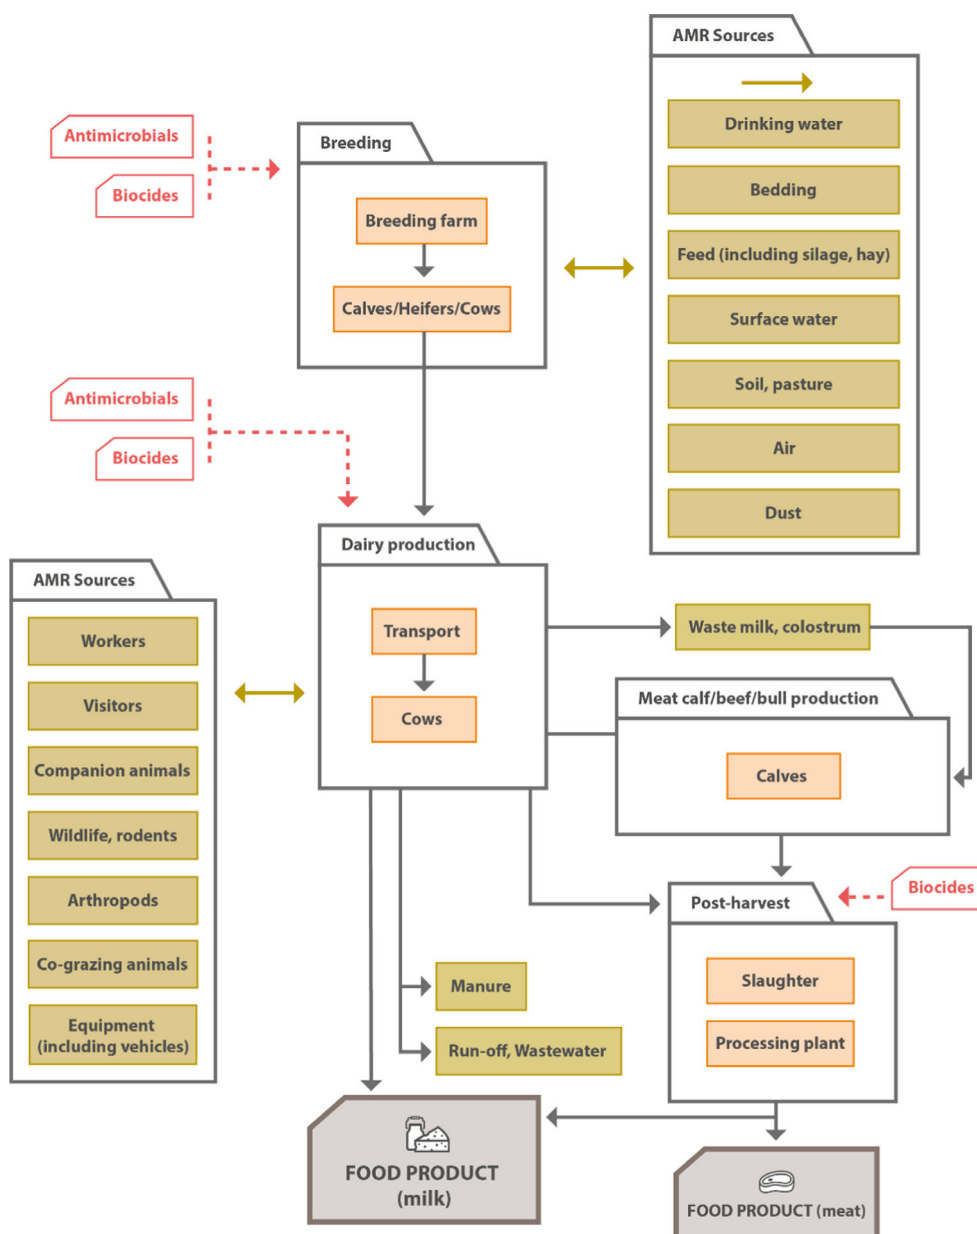 AMR Sources
Antimicrobials
Biocides
Breeding
Breeding farm
Calves/Heifers/Cows
Drinking water
Bedding
Feed (including silage, hay)
Surface water
Soil, pasture
Air
Dust
Antimicrobials
Biocides
Dairy production
Transport
Cows
AMR Sources
Workers
Visitors
Companion animals
Wildlife, rodents
Arthropods
Co-grazing animals
Equipment
(including vehicles)
Waste milk, colostrum
Meat calf/beef/bull production
Calves
Biocides
Post-harvest
Slaughter
Processing plant
Manure
Run-off, Wastewater
FOOD PRODUCT
(milk)
FOOD PRODUCT (meat)